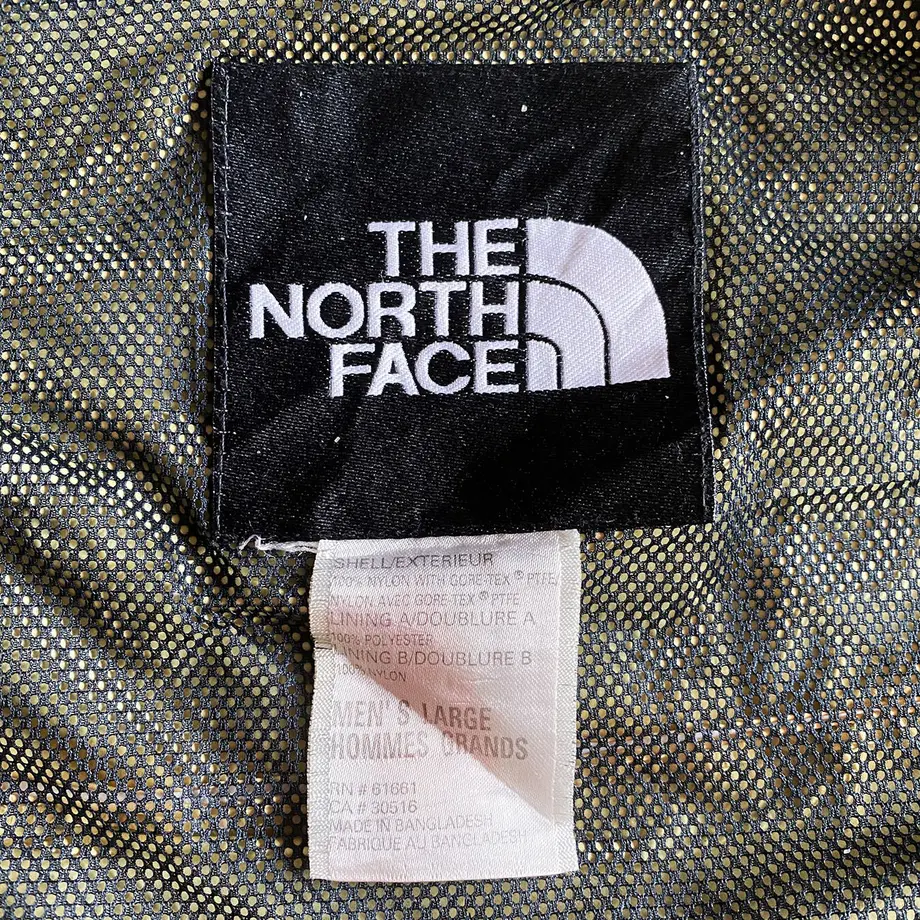 THE
NORTH
FACE
SHELL/EXTERIEUR
100% NYLON WITH GORE-TEX® PTFE
NYLON AVEC GORE-TEX® PTFE
LINING A/DOUBLURE A
100% POLYESTER
LINING B/DOUBLURE B
100% NYLON
MEN'S LARGE
HOMMES GRANDS
RN # 61661
CA # 30516
MADE IN BANGLADESH
FABRIQUE AU BANGLADESH